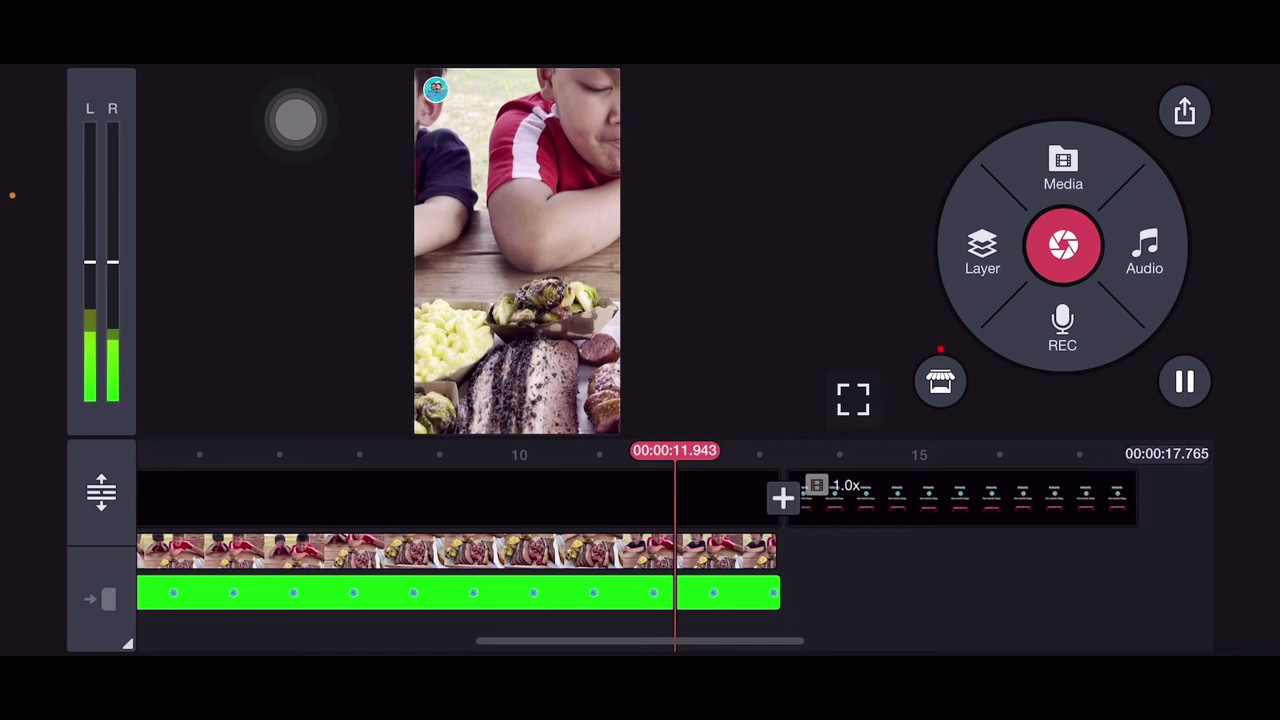 L R
Media
Layer
Audio
REC
10
00:00:11.943
15
00:00:17.765
1.0x